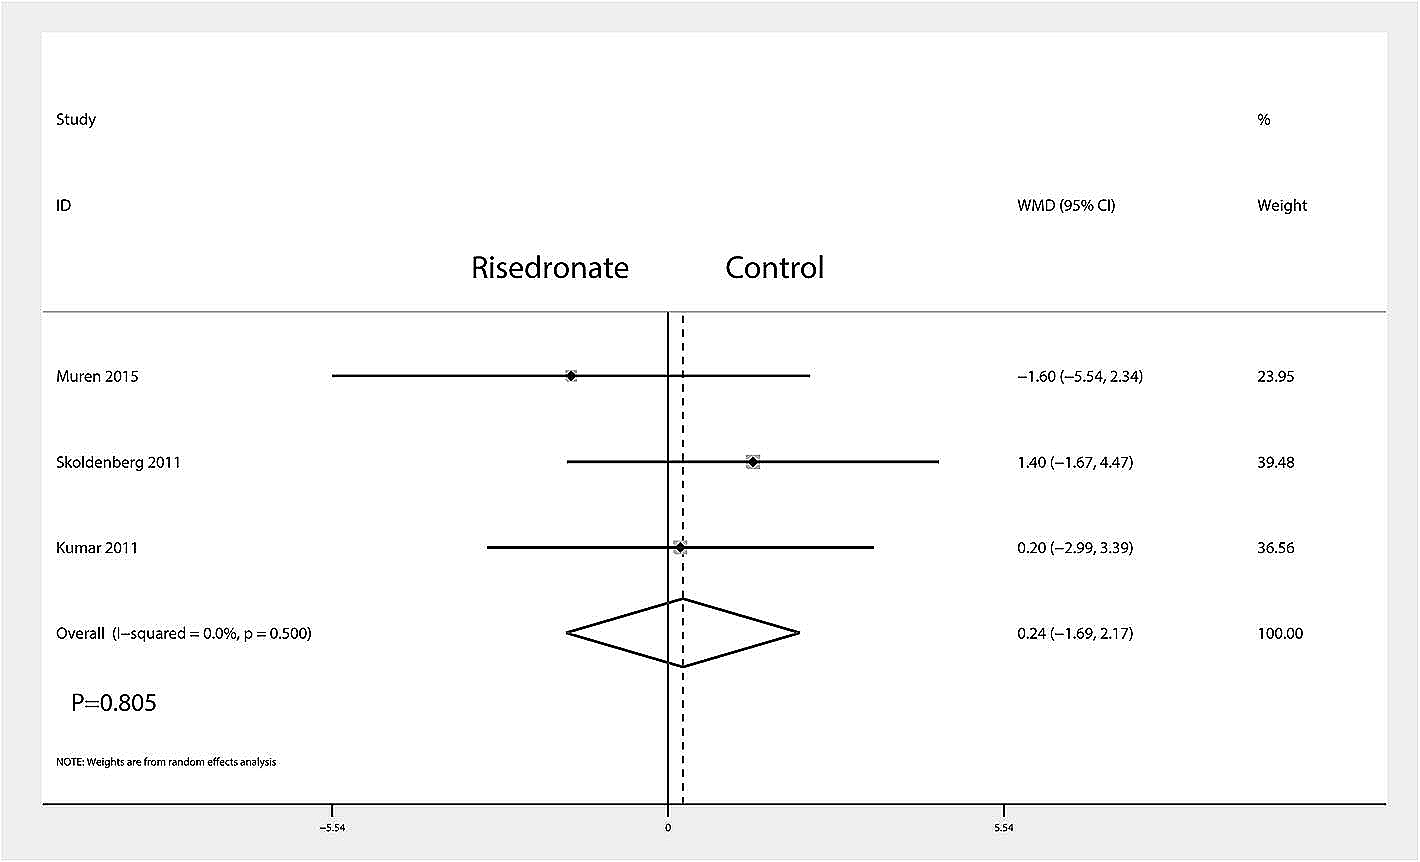 Study %
ID WMD (95% CI) Weight
Risedronate Control
Muren 2015 −1.60 (−5.54, 2.34) 23.95
Skoldenberg 2011 1.40 (−1.67, 4.47) 39.48
Kumar 2011 0.20 (−2.99, 3.39) 36.56
Overall (I−squared = 0.0%, p = 0.500) 0.24 (−1.69, 2.17) 100.00
P=0.805
NOTE: Weights are from random effects analysis
−5.54 0 5.54